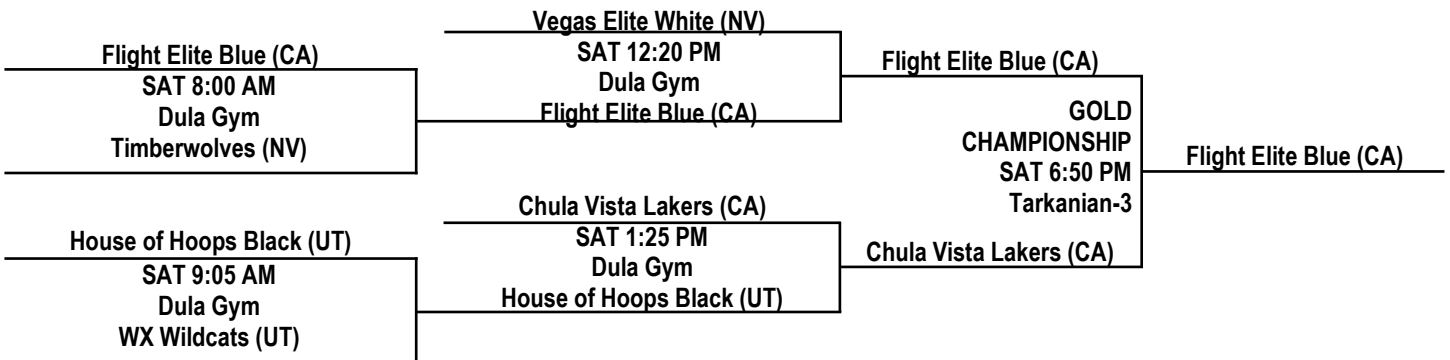 Vegas Elite White (NV)
Flight Elite Blue (CA)
SAT 12:20 PM
Flight Elite Blue (CA)
SAT 8:00 AM
Dula Gym
Dula Gym
Flight Elite Blue (CA)
GOLD
Timberwolves (NV)
CHAMPIONSHIP
Flight Elite Blue (CA)
SAT 6:50 PM
Chula Vista Lakers (CA)
Tarkanian-3
House of Hoops Black (UT)
SAT 1:25 PM
Chula Vista Lakers (CA)
SAT 9:05 AM
Dula Gym
Dula Gym
House of Hoops Black (UT)
WX Wildcats (UT)